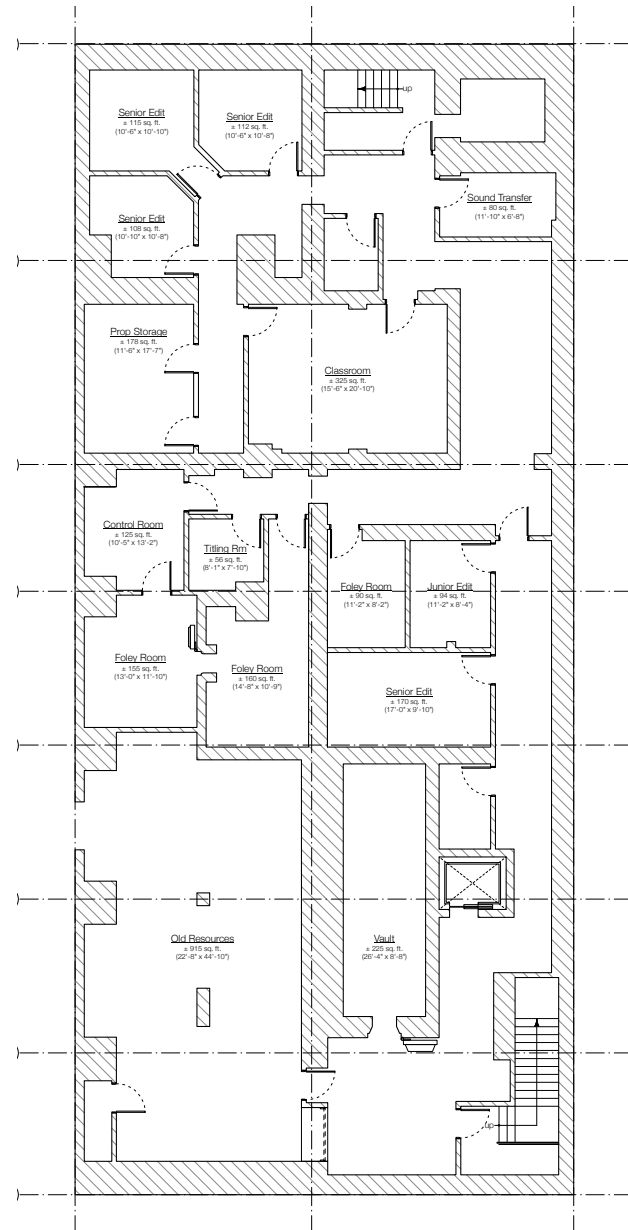 up
Senior Edit
± 115 sq. ft.
(10'-6" x 10'-10")
Senior Edit
± 112 sq. ft.
(10'-6" x 10'-8")
Sound Transfer
± 80 sq. ft.
(11'-10" x 6'-8")
Senior Edit
± 108 sq. ft.
(10'-10" x 10'-8")
Prop Storage
± 178 sq. ft.
(11'-6" x 17'-7")
Classroom
± 325 sq. ft.
(15'-6" x 20'-10")
Control Room
± 125 sq. ft.
(10'-5" x 13'-2")
Titling Rm
± 56 sq. ft.
(8'-1" x 7'-10")
Foley Room
± 90 sq. ft.
(11'-2" x 8'-2")
Junior Edit
± 94 sq. ft.
(11'-2" x 8'-4")
Foley Room
± 155 sq. ft.
(13'-0" x 11'-10")
Foley Room
± 160 sq. ft.
(14'-8" x 10'-9")
Senior Edit
± 170 sq. ft.
(17'-0" x 9'-10")
Old Resources
± 915 sq. ft.
(22'-8" x 44'-10")
Vault
± 225 sq. ft.
(26'-4" x 8'-8")
up